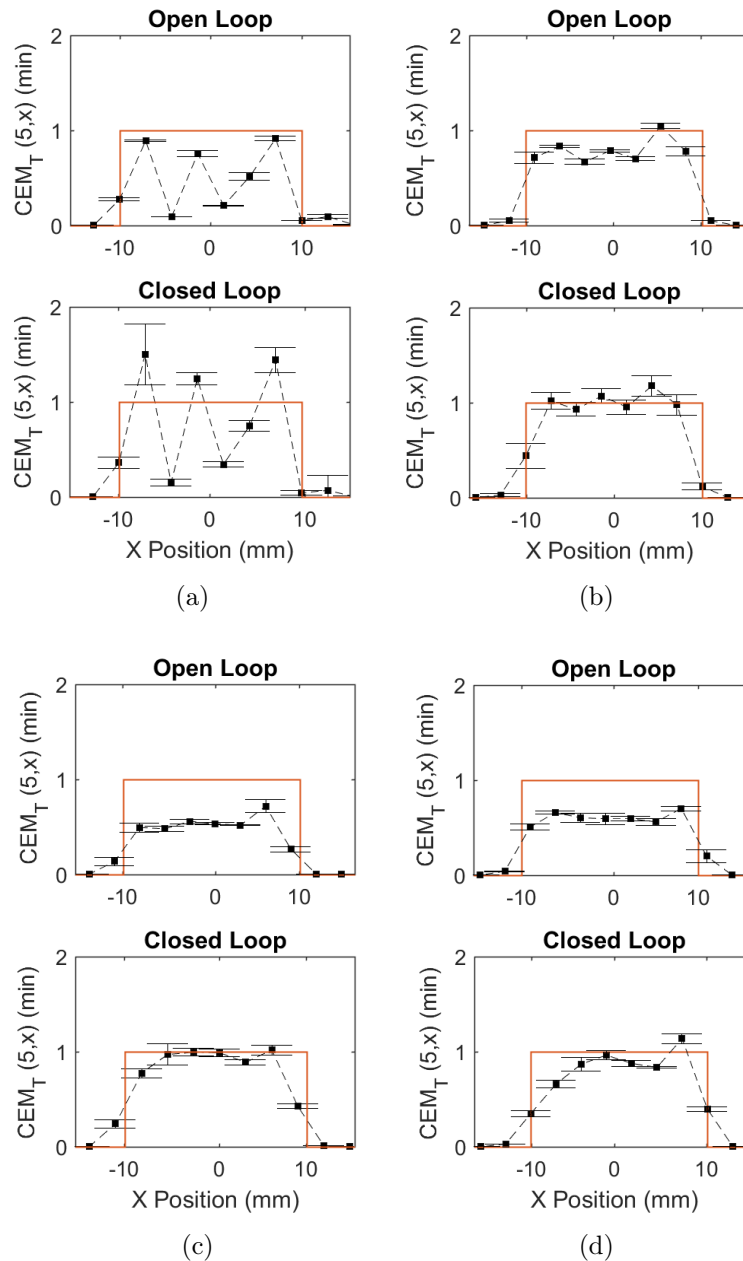 Open Loop
2
1
0
CEM_T (5,x) (min)
-10
0
10
Closed Loop
2
1
0
CEM_T (5,x) (min)
-10
0
10
X Position (mm)
(a)
Open Loop
2
1
0
CEM_T (5,x) (min)
-10
0
10
Closed Loop
2
1
0
CEM_T (5,x) (min)
-10
0
10
X Position (mm)
(b)
Open Loop
2
1
0
CEM_T (5,x) (min)
-10
0
10
Closed Loop
2
1
0
CEM_T (5,x) (min)
-10
0
10
X Position (mm)
(c)
Open Loop
2
1
0
CEM_T (5,x) (min)
-10
0
10
Closed Loop
2
1
0
CEM_T (5,x) (min)
-10
0
10
X Position (mm)
(d)